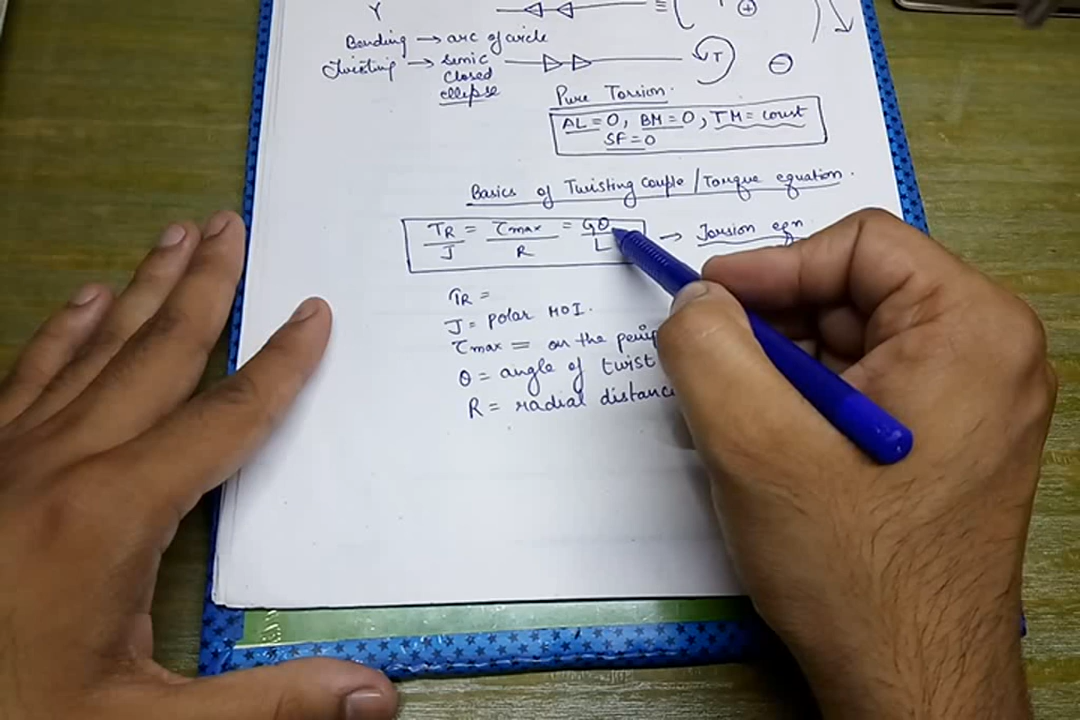 Y ≡ ( + )
Bending → arc of circle
Twisting → semic T −
closed
ellipse
Pure Torsion.
AL = 0, BM = 0, TM = const
SF = 0
Basics of Twisting Couple / Torque equation.
TR/J = τmax/R = Gθ/L → Torsion eqn.
TR =
J = polar MOI.
τmax = on the
θ = angle of twist
R = radial distance